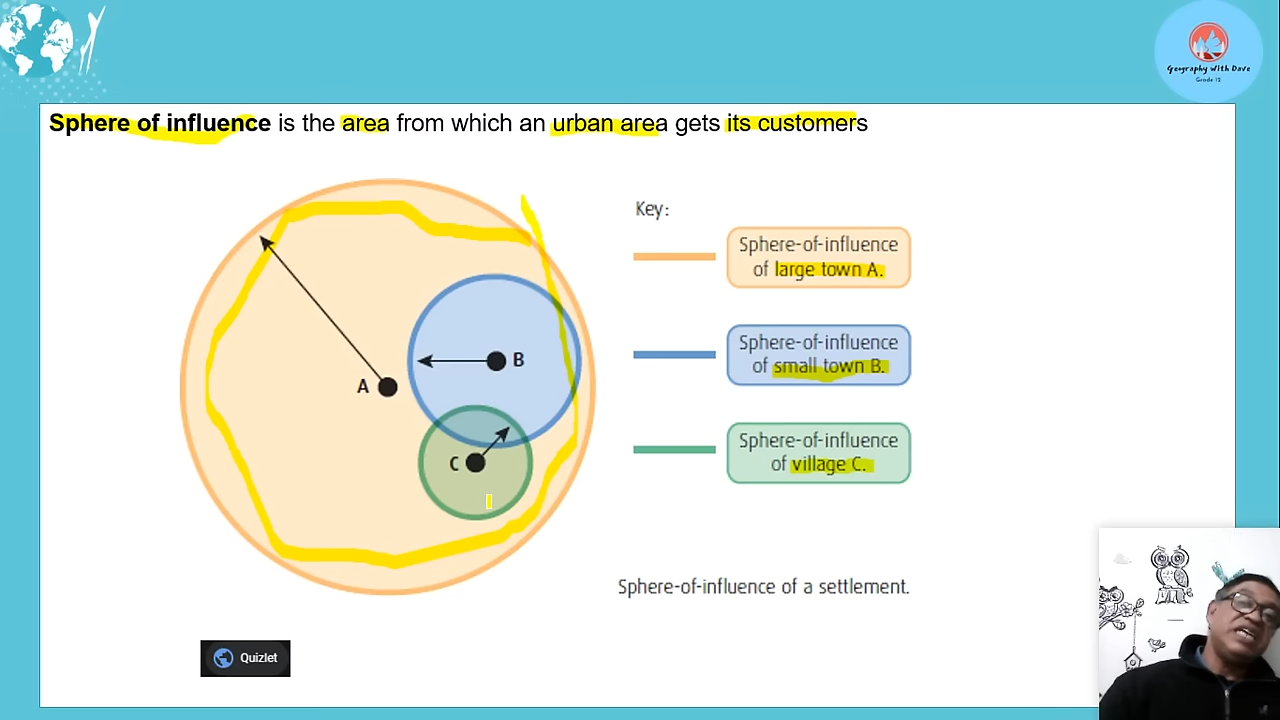 Geography With Dave
Grade 12
Sphere of influence is the area from which an urban area gets its customers
Key:
Sphere-of-influence
of large town A.
Sphere-of-influence
of small town B.
Sphere-of-influence
of village C.
A
B
C
Sphere-of-influence of a settlement.
Quizlet